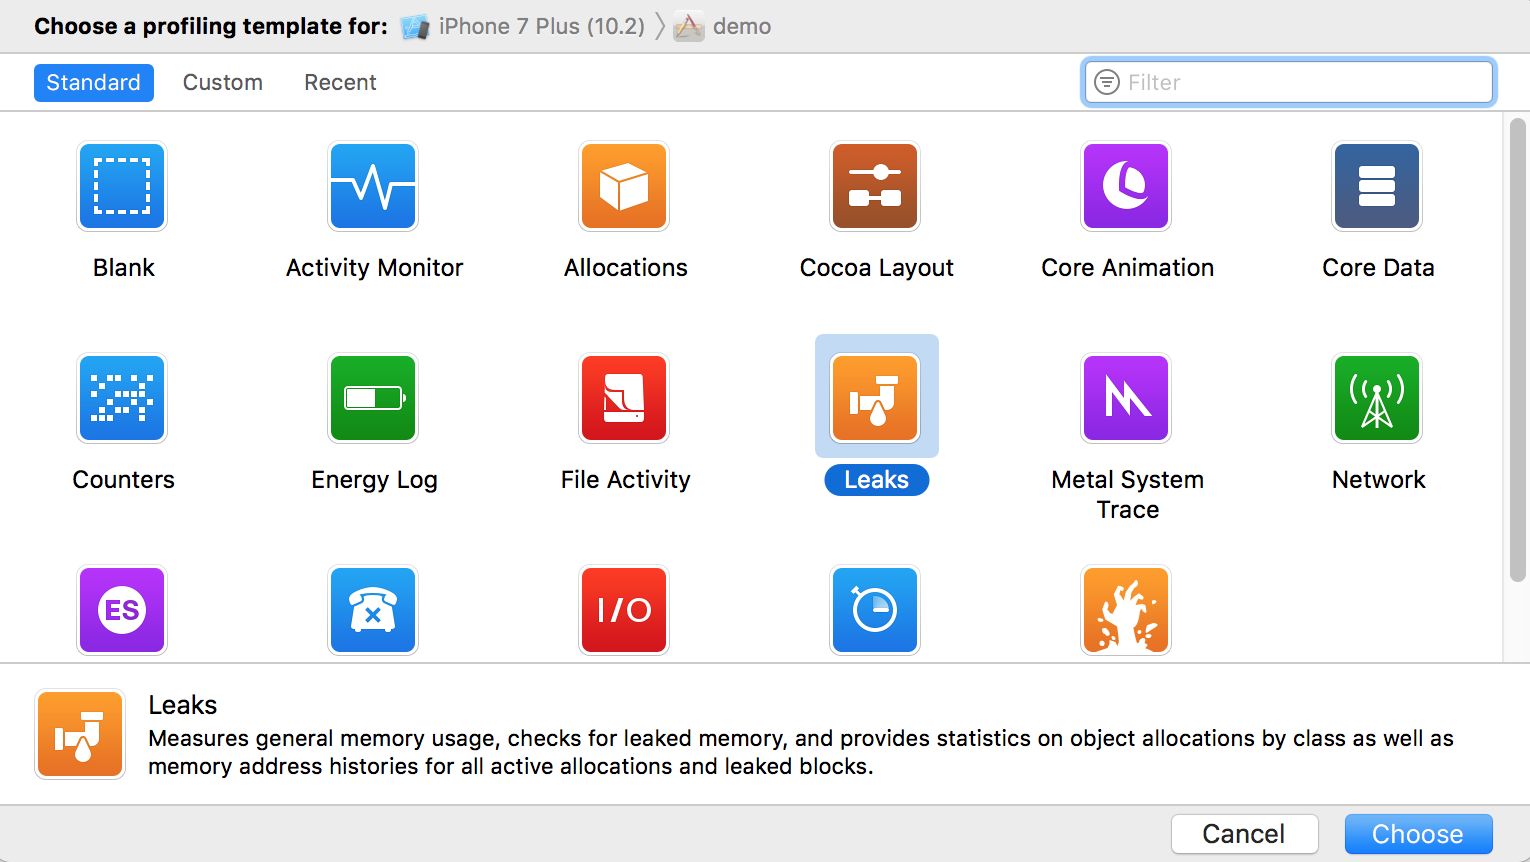 Choose a profiling template for: iPhone 7 Plus (10.2) demo
Standard Custom Recent Filter
Blank Activity Monitor Allocations Cocoa Layout Core Animation Core Data
Counters Energy Log File Activity Leaks Metal System Trace Network
ES I/O
Leaks
Measures general memory usage, checks for leaked memory, and provides statistics on object allocations by class as well as
memory address histories for all active allocations and leaked blocks.
Cancel Choose